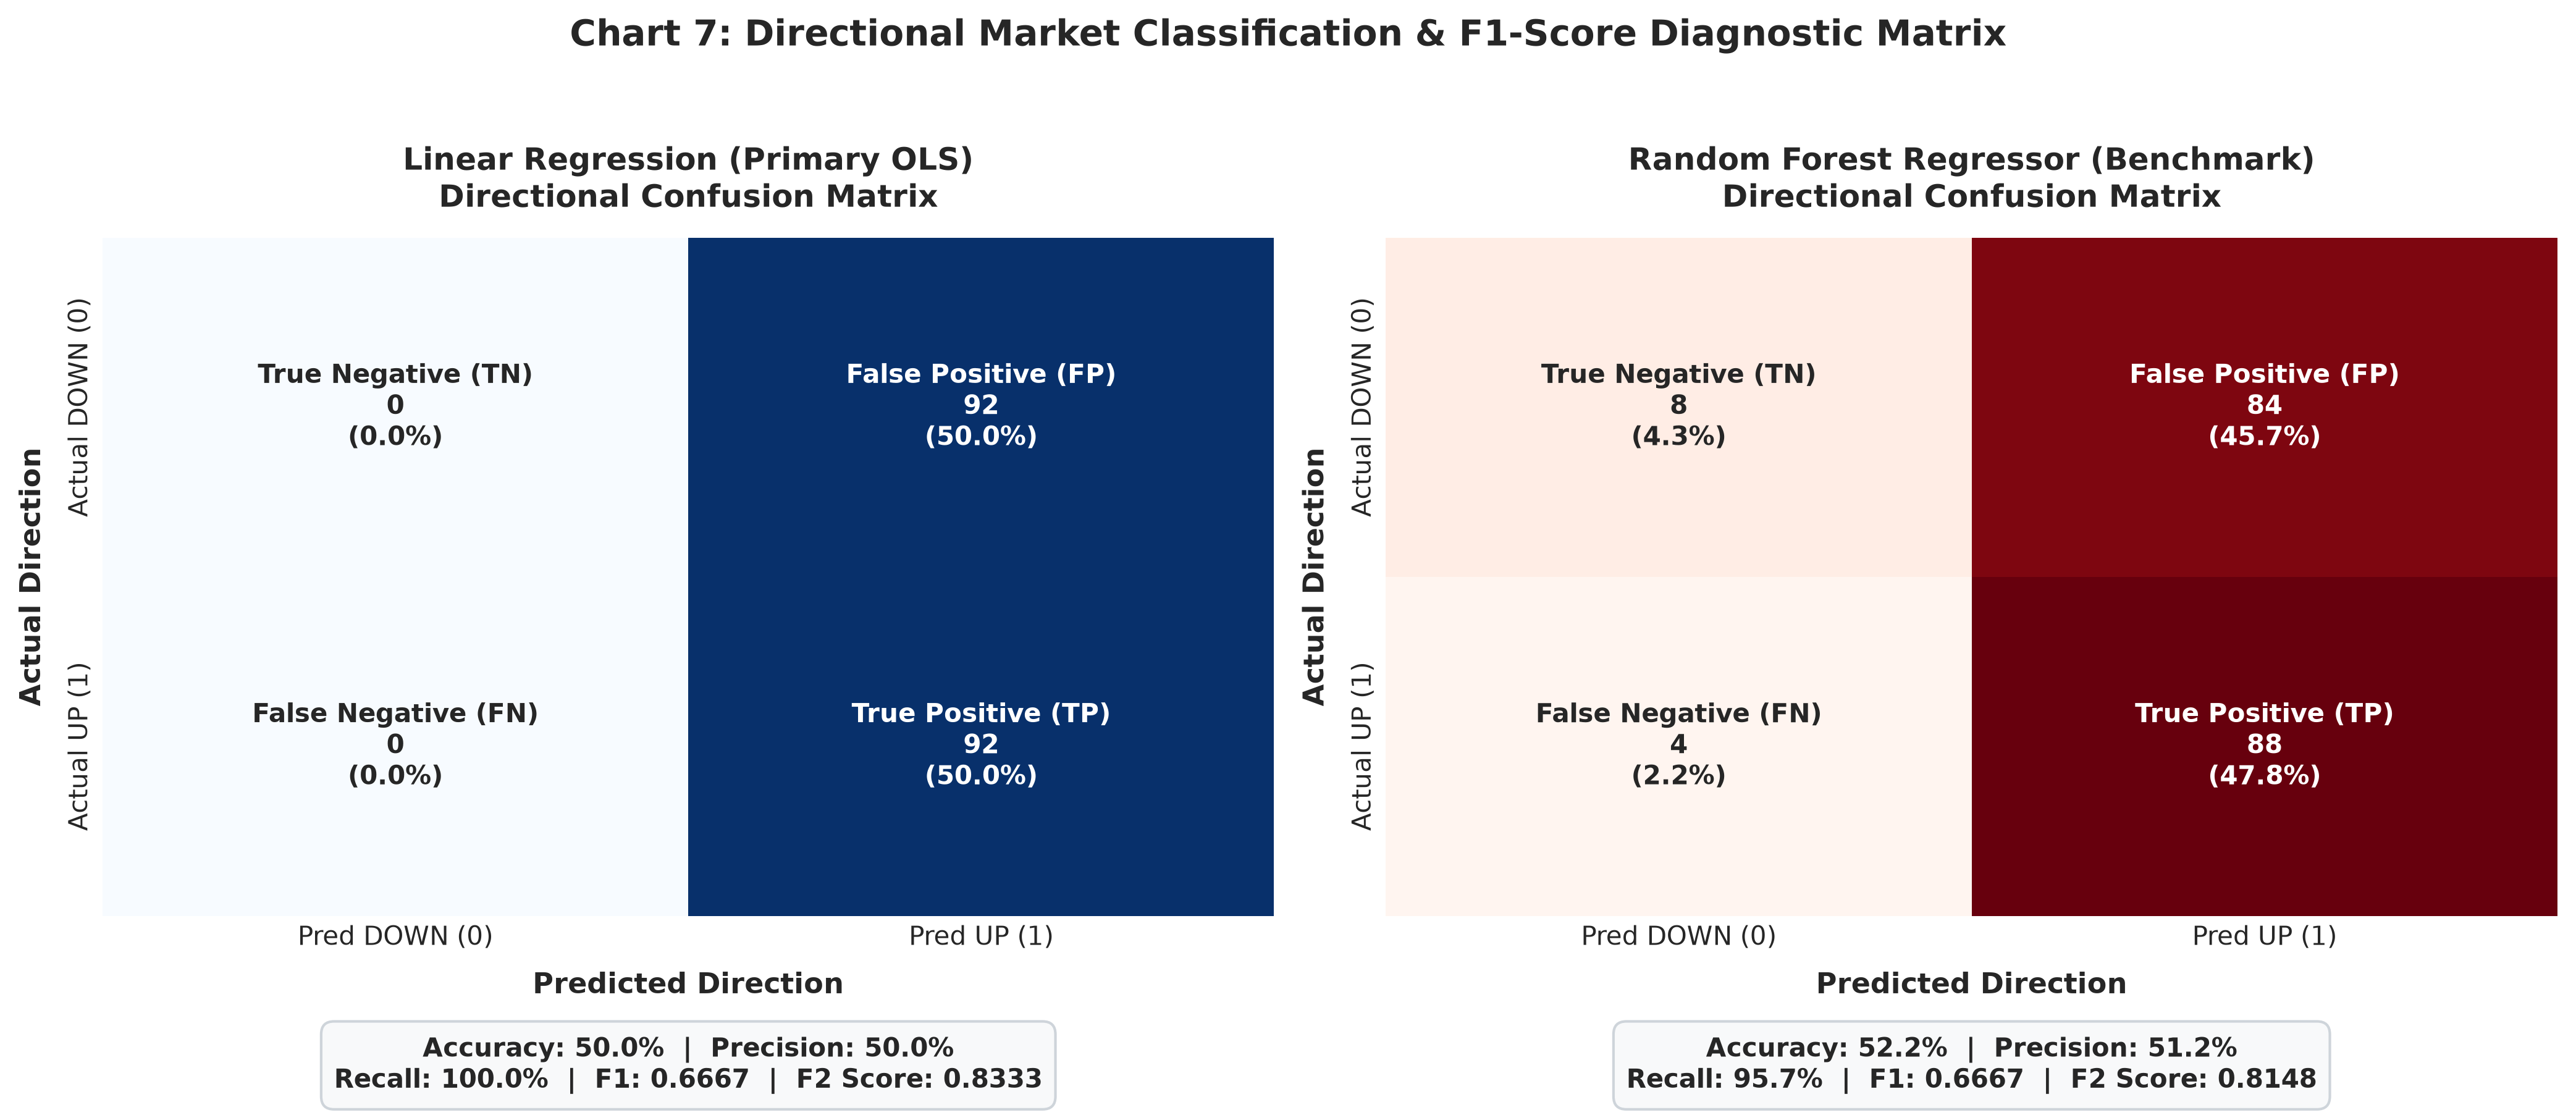 Chart 7: Directional Market Classification & F1-Score Diagnostic Matrix
Linear Regression (Primary OLS)
Directional Confusion Matrix
Actual Direction
Actual DOWN (0)
Actual UP (1)
True Negative (TN)
0
(0.0%)
False Positive (FP)
92
(50.0%)
False Negative (FN)
0
(0.0%)
True Positive (TP)
92
(50.0%)
Pred DOWN (0)
Pred UP (1)
Predicted Direction
Accuracy: 50.0% | Precision: 50.0%
Recall: 100.0% | F1: 0.6667 | F2 Score: 0.8333
Random Forest Regressor (Benchmark)
Directional Confusion Matrix
Actual Direction
Actual DOWN (0)
Actual UP (1)
True Negative (TN)
8
(4.3%)
False Positive (FP)
84
(45.7%)
False Negative (FN)
4
(2.2%)
True Positive (TP)
88
(47.8%)
Pred DOWN (0)
Pred UP (1)
Predicted Direction
Accuracy: 52.2% | Precision: 51.2%
Recall: 95.7% | F1: 0.6667 | F2 Score: 0.8148